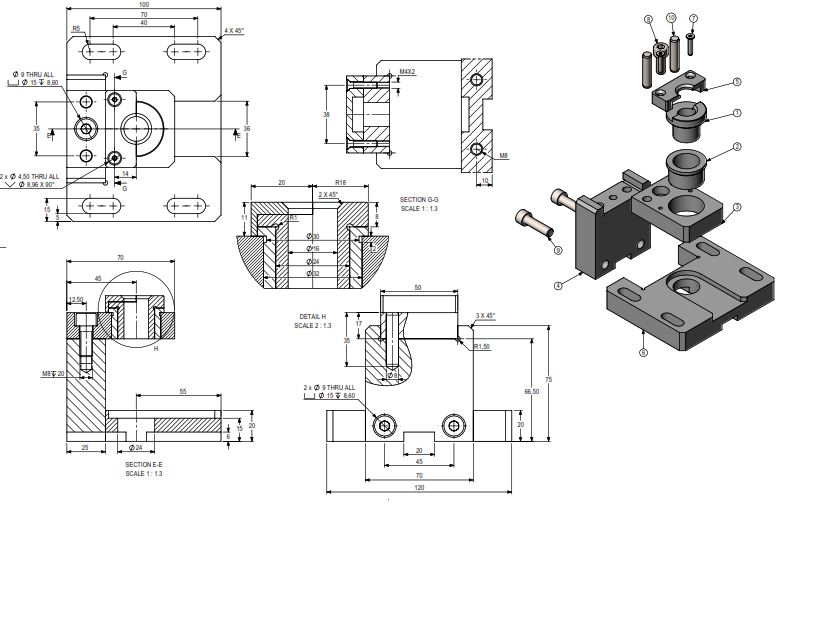 100
70
40
R5
4 X 45°
Ø 9 THRU ALL
⌴ Ø 15 ↧ 8,60
G
35
E
E
36
14
2 x Ø 4,50 THRU ALL
⌵ Ø 8,96 X 90°
G
15
5
M4X2
38
M8
10
SECTION G-G
SCALE 1 : 1.3
20
R18
2 X 45°
11
R1
8
Ø30
2
Ø16
Ø24
Ø32
DETAIL H
SCALE 2 : 1.3
70
45
12,50
H
M8↧ 20
55
6
15
20
25
Ø24
SECTION E-E
SCALE 1 : 1.3
50
3 X 45°
17
35
R1,50
Ø8
2 x Ø 9 THRU ALL
⌴ Ø 15 ↧ 8,60
66,50
75
20
20
45
70
120
8
10
7
5
1
2
3
9
4
6